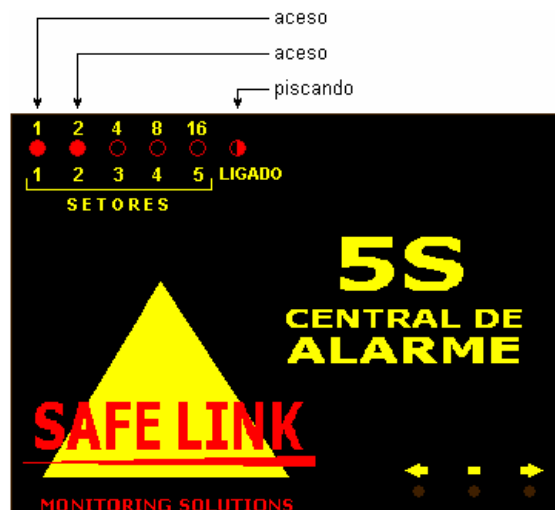 aceso
aceso
piscando
1 2 4 8 16
1 2 3 4 5 LIGADO
SETORES
5S
CENTRAL DE
ALARME
SAFE LINK
MONITORING SOLUTIONS